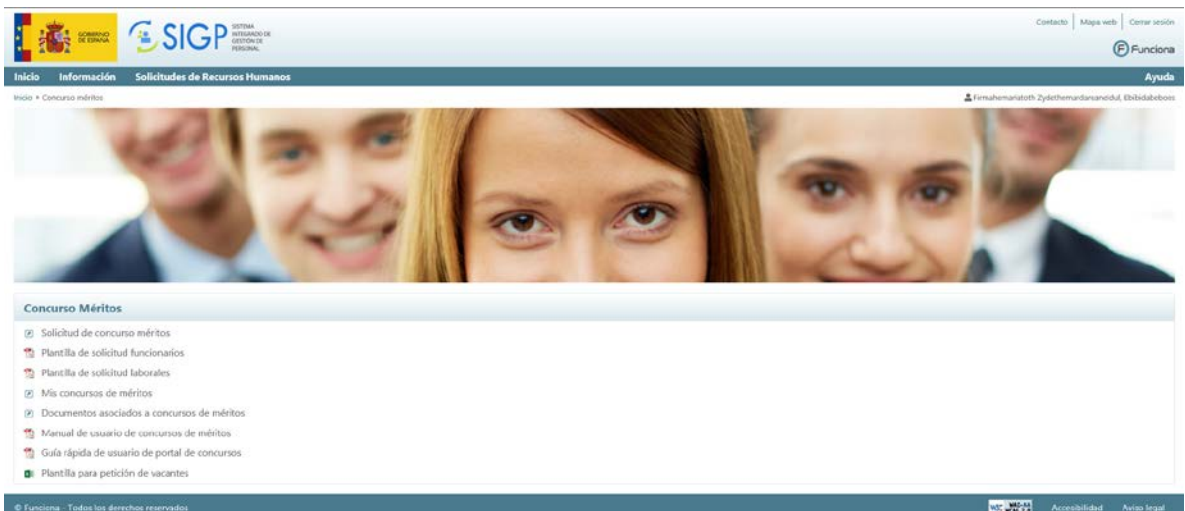 GOBIERNO
DE ESPAÑA
SIGP
SISTEMA
INTEGRADO DE
GESTIÓN DE
PERSONAL
Contacto Mapa web Cerrar sesión
Funciona
Inicio Información Solicitudes de Recursos Humanos Ayuda
Inicio Concurso méritos
Concurso Méritos
Solicitud de concurso méritos
Plantilla de solicitud funcionarios
Plantilla de solicitud laborales
Mis concursos de méritos
Documentos asociados a concursos de méritos
Manual de usuario de concursos de méritos
Guía rápida de usuario de portal de concursos
Plantilla para petición de vacantes
© Funciona - Todos los derechos reservados
Accesibilidad Aviso legal